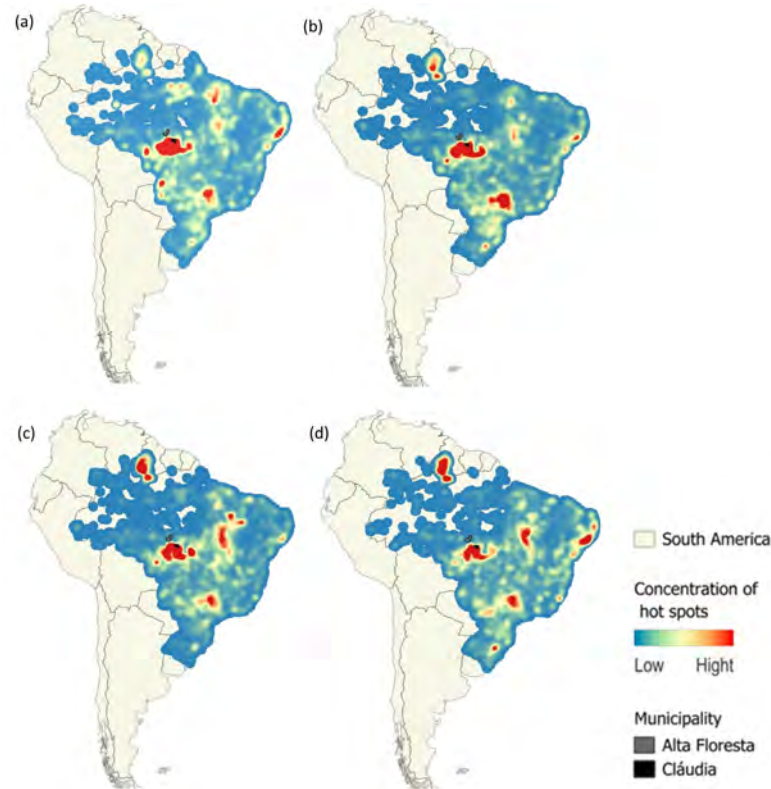 (a)
(b)
(c)
(d)
South America
Concentration of
hot spots
Low Hight
Municipality
Alta Floresta
Cláudia